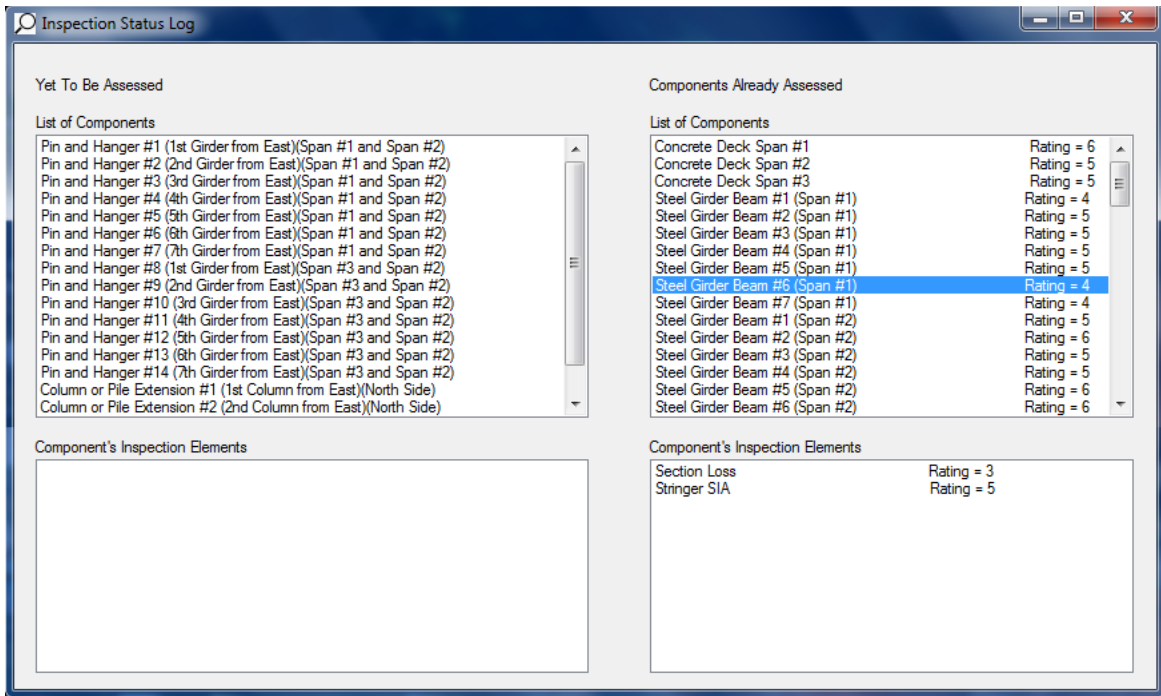 Inspection Status Log
Yet To Be Assessed
List of Components
Pin and Hanger #1 (1st Girder from East)(Span #1 and Span #2)
Pin and Hanger #2 (2nd Girder from East)(Span #1 and Span #2)
Pin and Hanger #3 (3rd Girder from East)(Span #1 and Span #2)
Pin and Hanger #4 (4th Girder from East)(Span #1 and Span #2)
Pin and Hanger #5 (5th Girder from East)(Span #1 and Span #2)
Pin and Hanger #6 (6th Girder from East)(Span #1 and Span #2)
Pin and Hanger #7 (7th Girder from East)(Span #1 and Span #2)
Pin and Hanger #8 (1st Girder from East)(Span #3 and Span #2)
Pin and Hanger #9 (2nd Girder from East)(Span #3 and Span #2)
Pin and Hanger #10 (3rd Girder from East)(Span #3 and Span #2)
Pin and Hanger #11 (4th Girder from East)(Span #3 and Span #2)
Pin and Hanger #12 (5th Girder from East)(Span #3 and Span #2)
Pin and Hanger #13 (6th Girder from East)(Span #3 and Span #2)
Pin and Hanger #14 (7th Girder from East)(Span #3 and Span #2)
Column or Pile Extension #1 (1st Column from East)(North Side)
Column or Pile Extension #2 (2nd Column from East)(North Side)
Component's Inspection Elements
Components Already Assessed
List of Components
Concrete Deck Span #1 Rating = 6
Concrete Deck Span #2 Rating = 5
Concrete Deck Span #3 Rating = 5
Steel Girder Beam #1 (Span #1) Rating = 4
Steel Girder Beam #2 (Span #1) Rating = 5
Steel Girder Beam #3 (Span #1) Rating = 5
Steel Girder Beam #4 (Span #1) Rating = 5
Steel Girder Beam #5 (Span #1) Rating = 5
Steel Girder Beam #6 (Span #1) Rating = 4
Steel Girder Beam #7 (Span #1) Rating = 4
Steel Girder Beam #1 (Span #2) Rating = 5
Steel Girder Beam #2 (Span #2) Rating = 6
Steel Girder Beam #3 (Span #2) Rating = 5
Steel Girder Beam #4 (Span #2) Rating = 5
Steel Girder Beam #5 (Span #2) Rating = 6
Steel Girder Beam #6 (Span #2) Rating = 6
Component's Inspection Elements
Section Loss Rating = 3
Stringer SIA Rating = 5